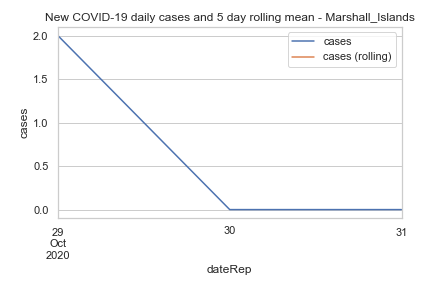 New COVID-19 daily cases and 5 day rolling mean - Marshall_Islands
cases
cases (rolling)
2.0
1.5
1.0
0.5
0.0
cases
29
Oct
2020
30
31
dateRep